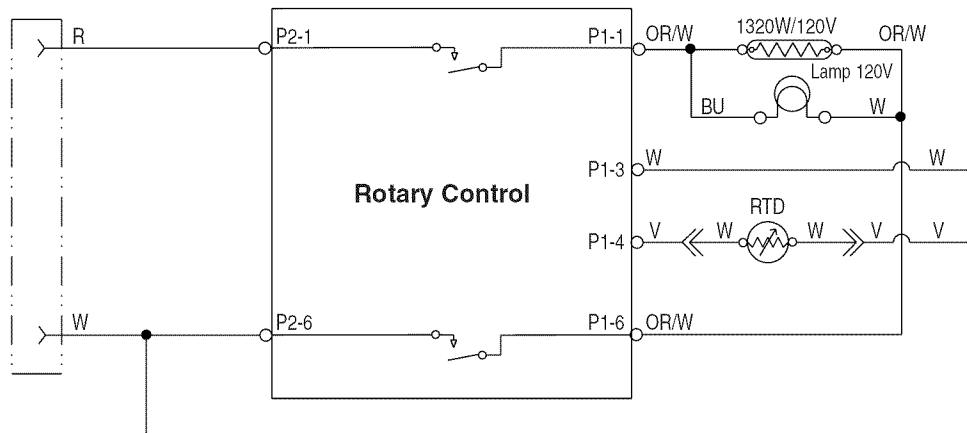 R P2-1 P1-1 OR/W 1320W/120V OR/W
Lamp 120V
BU W
P1-3 W W
Rotary Control
RTD
P1-4 V W W V V
W P2-6 P1-6 OR/W